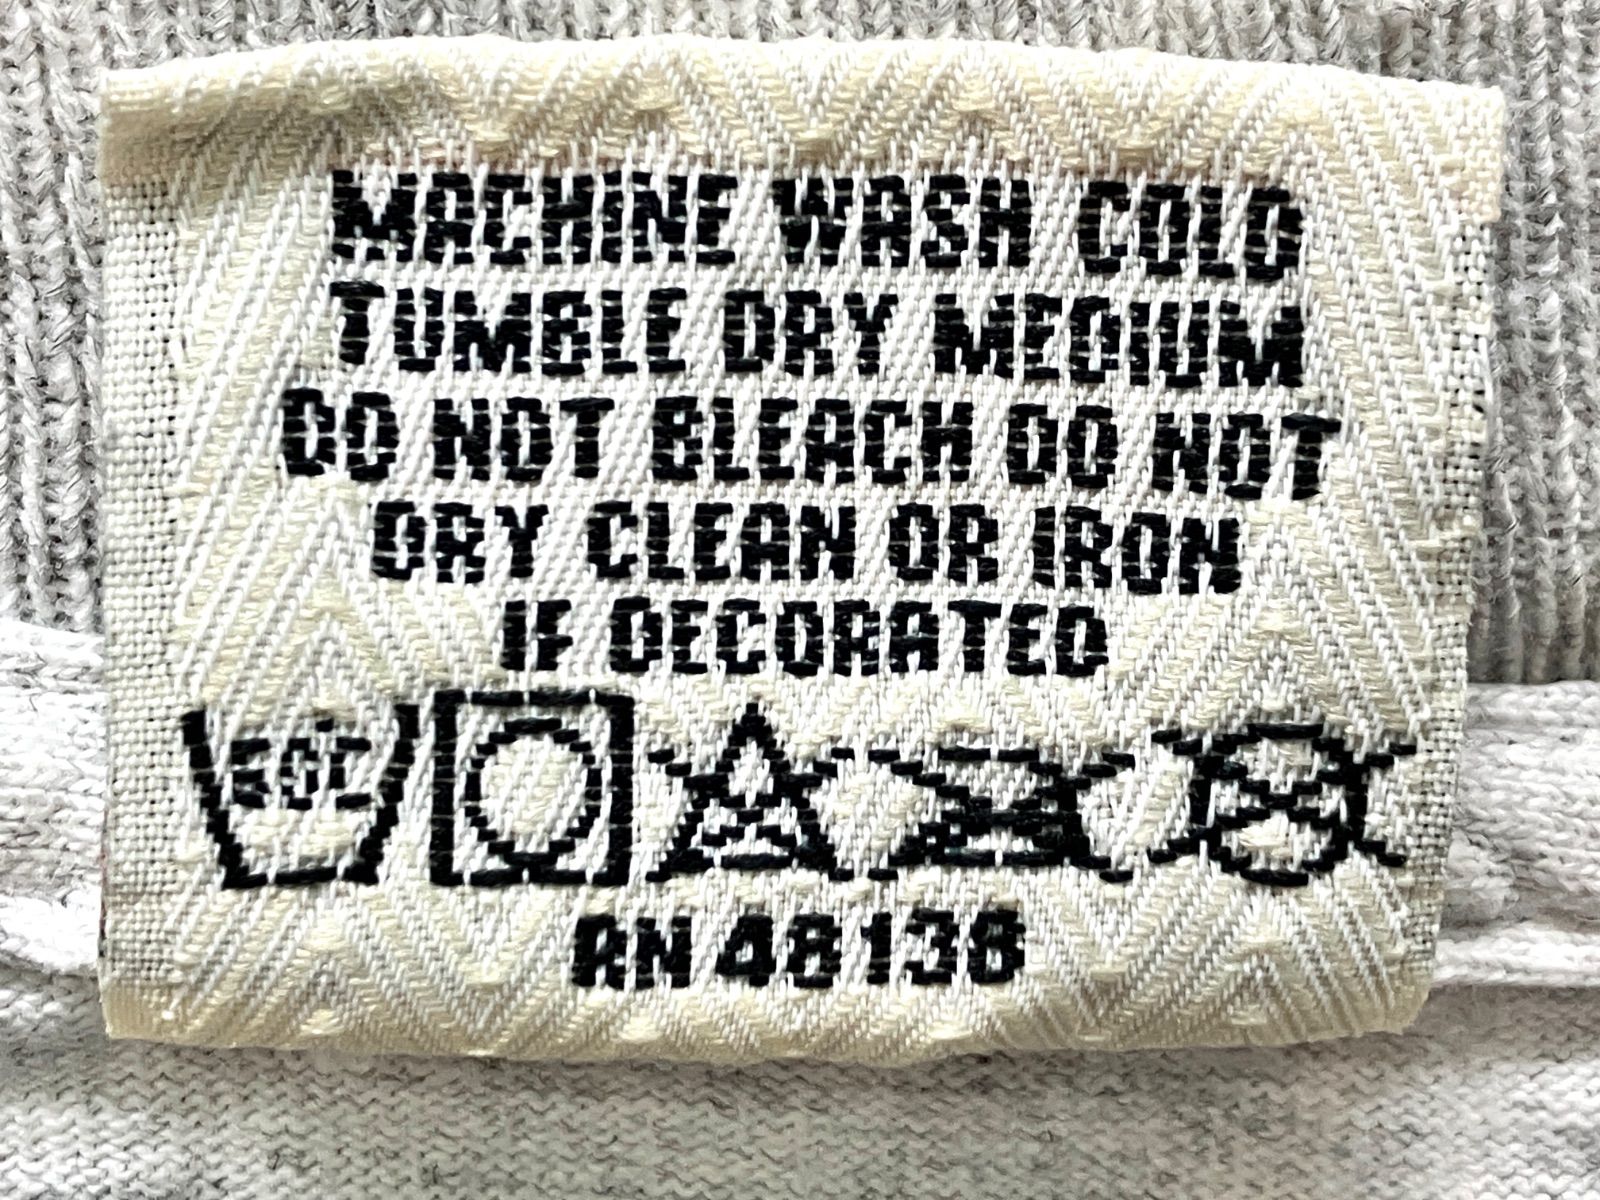 MACHINE WASH COLD
TUMBLE DRY MEDIUM
DO NOT BLEACH DO NOT
DRY CLEAN OR IRON
IF DECORATED
RN 48136